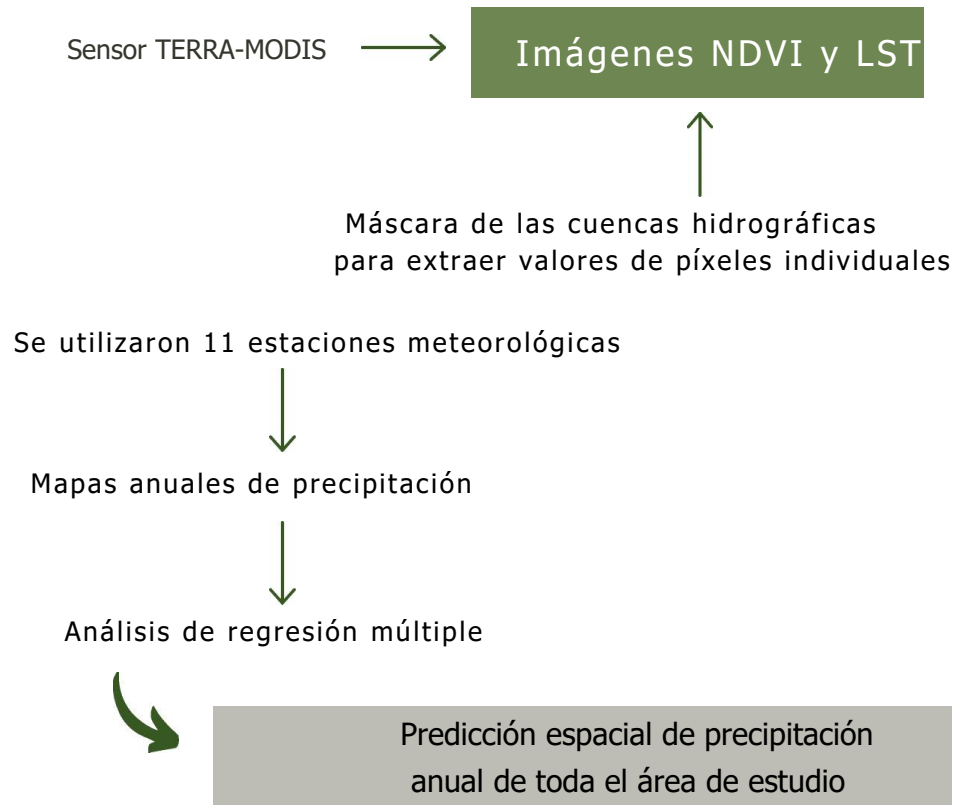 Sensor TERRA-MODIS
Imágenes NDVI y LST
Máscara de las cuencas hidrográficas
para extraer valores de píxeles individuales
Se utilizaron 11 estaciones meteorológicas
Mapas anuales de precipitación
Análisis de regresión múltiple
Predicción espacial de precipitación
anual de toda el área de estudio